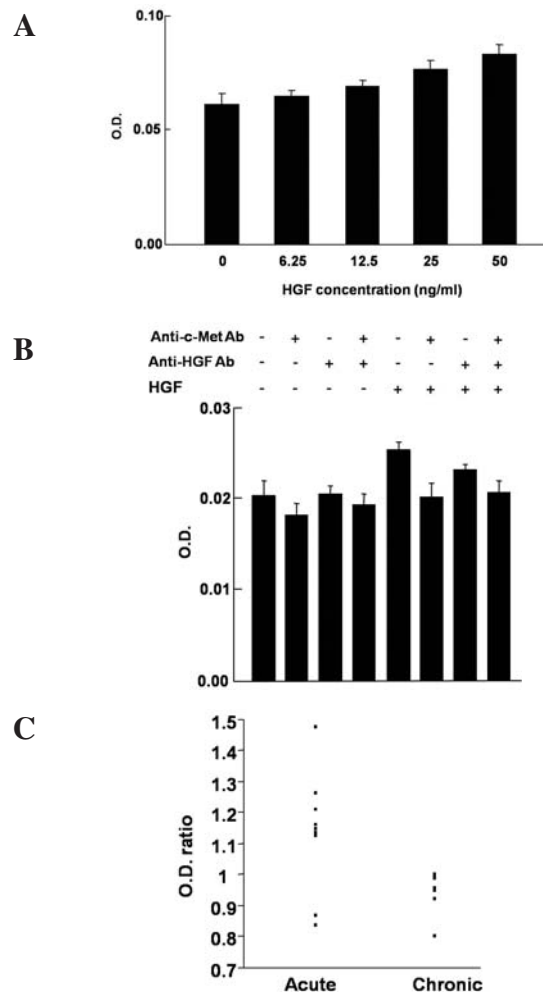 A
0.10
0.05
0.00
O.D.
0 6.25 12.5 25 50
HGF concentration (ng/ml)
B
Anti-c-Met Ab - + - + - + - +
Anti-HGF Ab - - + + - - + +
HGF - - - - + + + +
0.03
0.02
0.01
0.00
O.D.
C
1.5
1.4
1.3
1.2
1.1
1
0.9
0.8
0.7
O.D. ratio
Acute Chronic